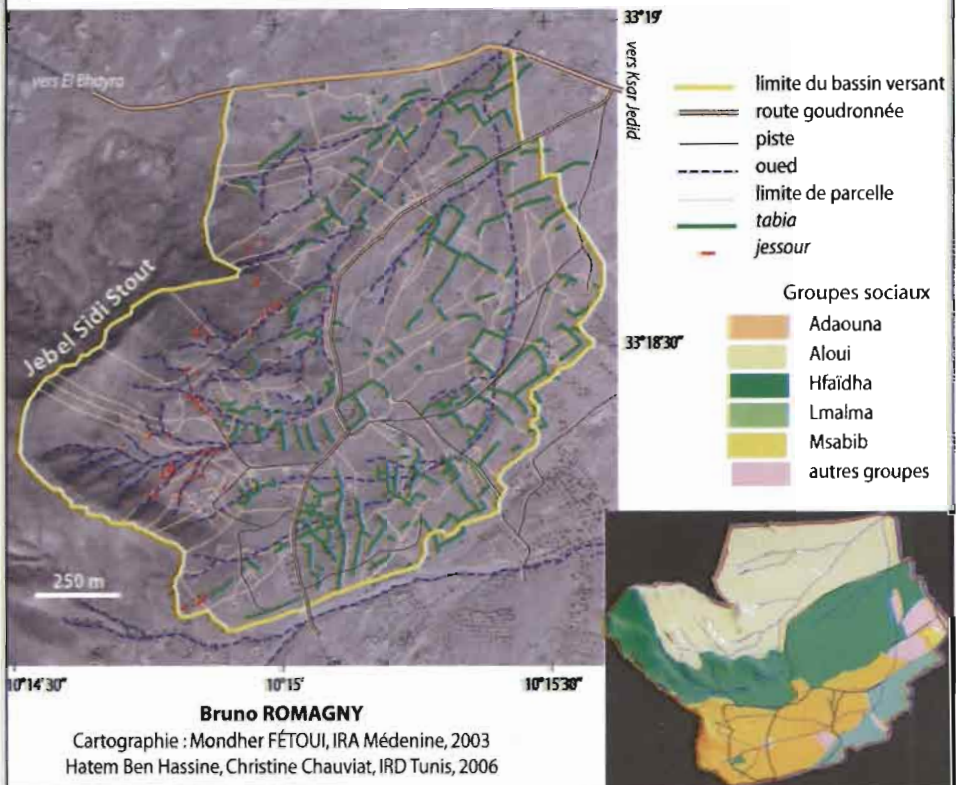 33°19'
vers El Bhayra
vers Ksar Jedid
limite du bassin versant
route goudronnée
piste
oued
limite de parcelle
tabia
jessour
Jebel Sidi Stout
Groupes sociaux
Adaouna
33°18'30"
Aloui
Hfaïdha
Lmalma
Msabib
autres groupes
250 m
10°14'30"
10°15'
10°15'30"
Bruno ROMAGNY
Cartographie : Mondher FÉTOUI, IRA Médenine, 2003
Hatem Ben Hassine, Christine Chauviat, IRD Tunis, 2006